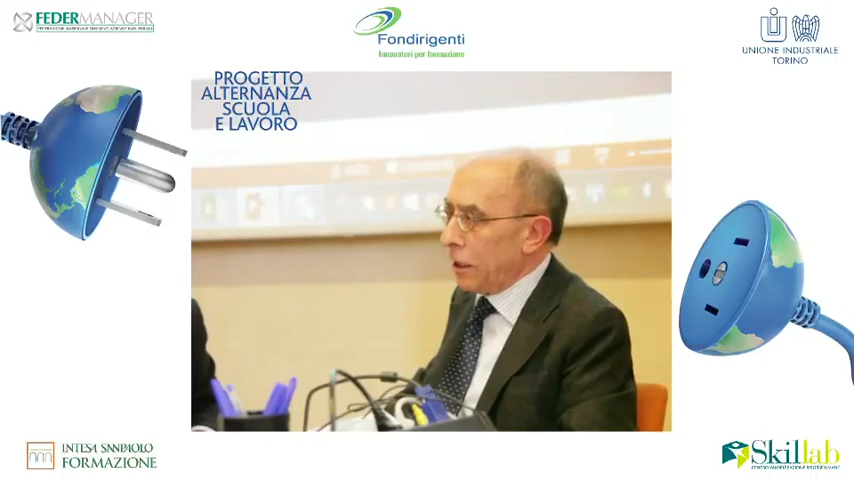 FEDERMANAGER
Fondirigenti
Innovatori per formazione
UNIONE INDUSTRIALE
TORINO
PROGETTO
ALTERNANZA
SCUOLA
E LAVORO
INTESA SANPAOLO
FORMAZIONE
Skillab